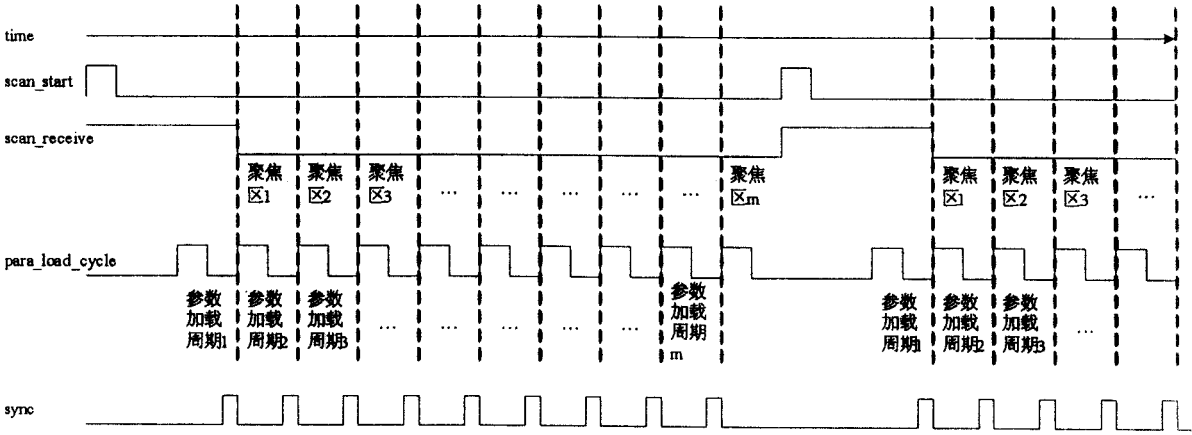 time
scan_start
scan_receive
聚焦
区1
聚焦
区2
聚焦
区3
...
...
...
...
...
聚焦
区m
聚焦
区1
聚焦
区2
聚焦
区3
...
para_load_cycle
参数
加载
周期1
参数
加载
周期2
参数
加载
周期3
...
...
...
...
...
参数
加载
周期
m
参数
加载
周期1
参数
加载
周期2
参数
加载
周期3
...
sync